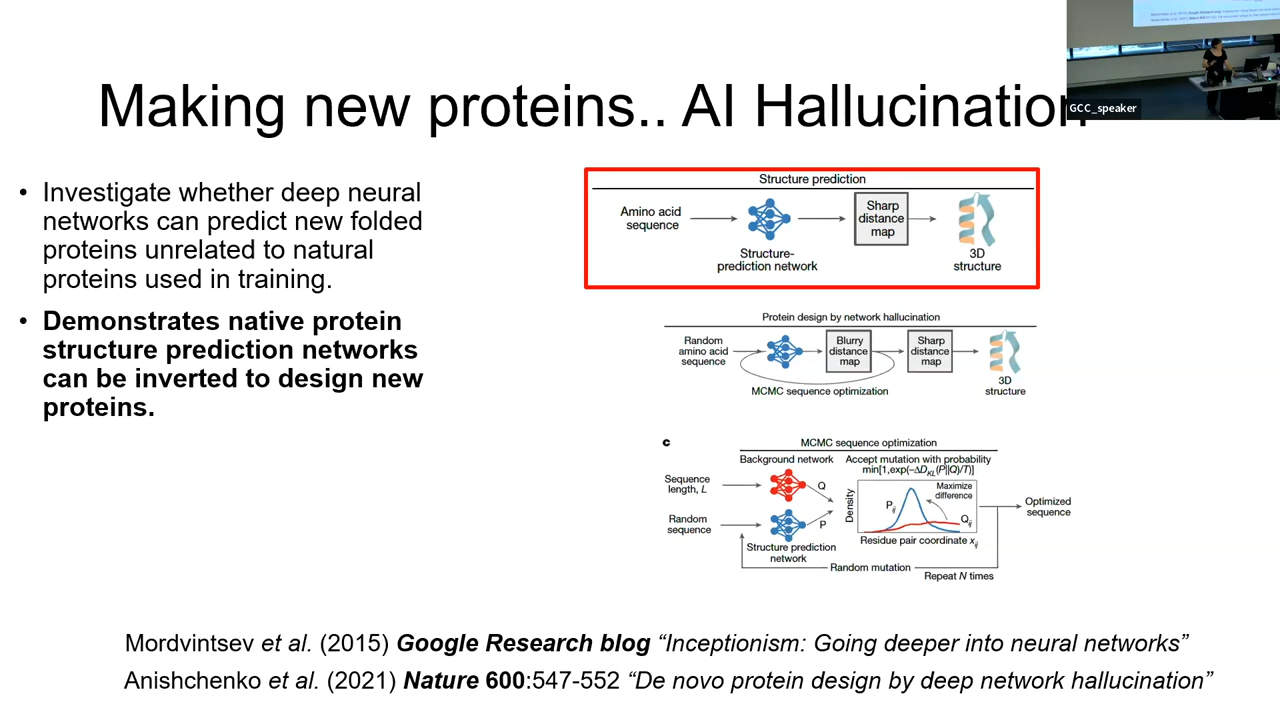 Making new proteins.. AI Hallucination
GCC_speaker
• Investigate whether deep neural
networks can predict new folded
proteins unrelated to natural
proteins used in training.
• Demonstrates native protein
structure prediction networks
can be inverted to design new
proteins.
Structure prediction
Amino acid
sequence
Structure-
prediction network
Sharp
distance
map
3D
structure
Protein design by network hallucination
Random
amino acid
sequence
Blurry
distance
map
Sharp
distance
map
3D
structure
MCMC sequence optimization
c
MCMC sequence optimization
Background network
Accept mutation with probability
min[1,exp(−ΔD_KL(P||Q)/T)]
Sequence
length, L
Q
Random
sequence
P
Structure prediction
network
Density
Maximize
difference
P_ij
Q_ij
Residue pair coordinate x_ij
Optimized
sequence
Random mutation
Repeat N times
Mordvintsev et al. (2015) Google Research blog “Inceptionism: Going deeper into neural networks”
Anishchenko et al. (2021) Nature 600:547-552 “De novo protein design by deep network hallucination”